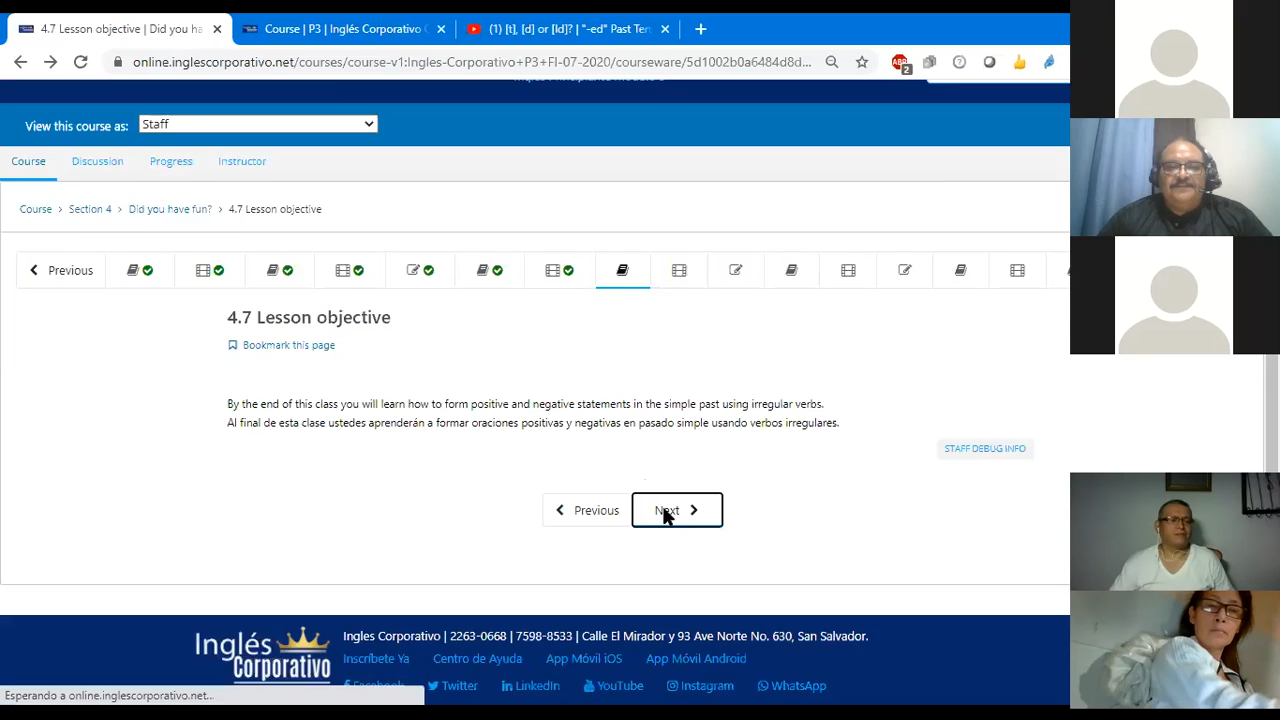 4.7 Lesson objective | Did you ha
Course | P3 | Inglés Corporativo
(1) [t], [d] or [Id]? | "-ed" Past Ten
online.inglescorporativo.net/courses/course-v1:Ingles-Corporativo+P3+FI-07-2020/courseware/5d1002b0a6484d8d...
ABP
2
View this course as:
Staff
Course
Discussion
Progress
Instructor
Course > Section 4 > Did you have fun? > 4.7 Lesson objective
Previous
4.7 Lesson objective
Bookmark this page
By the end of this class you will learn how to form positive and negative statements in the simple past using irregular verbs.
Al final de esta clase ustedes aprenderán a formar oraciones positivas y negativas en pasado simple usando verbos irregulares.
STAFF DEBUG INFO
Previous
Next
Inglés Corporativo
Ingles Corporativo | 2263-0668 | 7598-8533 | Calle El Mirador y 93 Ave Norte No. 630, San Salvador.
Inscríbete Ya Centro de Ayuda App Móvil iOS App Móvil Android
Facebook Twitter LinkedIn YouTube Instagram WhatsApp
Esperando a online.inglescorporativo.net...